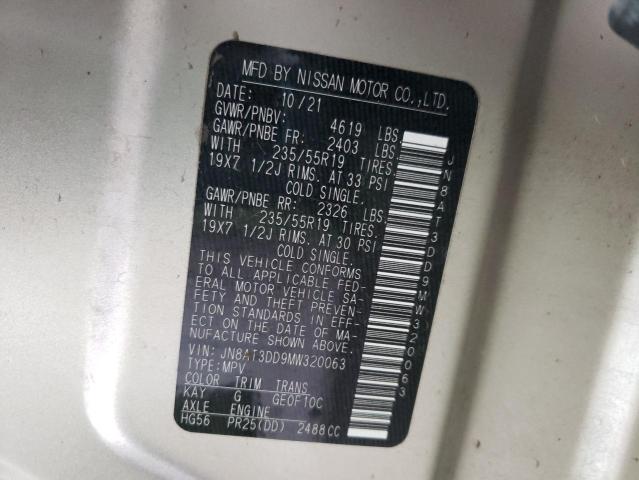 MFD BY NISSAN MOTOR CO.,LTD.
DATE: 10/21
GVWR/PNBV: 4619 LBS
GAWR/PNBE FR: 2403 LBS
WITH 235/55R19 TIRES.
19X7 1/2J RIMS. AT 33 PSI
COLD SINGLE.
GAWR/PNBE RR: 2326 LBS
WITH 235/55R19 TIRES.
19X7 1/2J RIMS. AT 30 PSI
COLD SINGLE.
THIS VEHICLE CONFORMS
TO ALL APPLICABLE FED-
ERAL MOTOR VEHICLE SA-
FETY AND THEFT PREVEN-
TION STANDARDS IN EFF-
ECT ON THE DATE OF MA-
NUFACTURE SHOWN ABOVE.
VIN: JN8AT3DD9MW320063
TYPE: MPV
COLOR TRIM TRANS
KAY G GE0F10C
AXLE ENGINE
HG56 PR25(DD) 2488CC
JN8AT3DD9MW320063